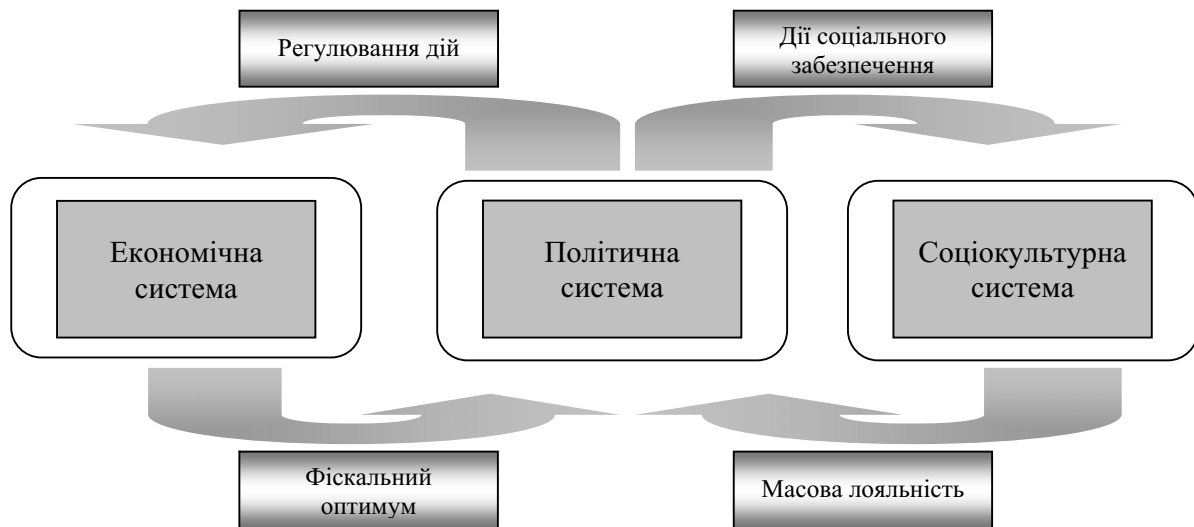 Регулювання дій
Дії соціального
забезпечення
Економічна
система
Політична
система
Соціокультурна
система
Фіскальний
оптимум
Масова лояльність